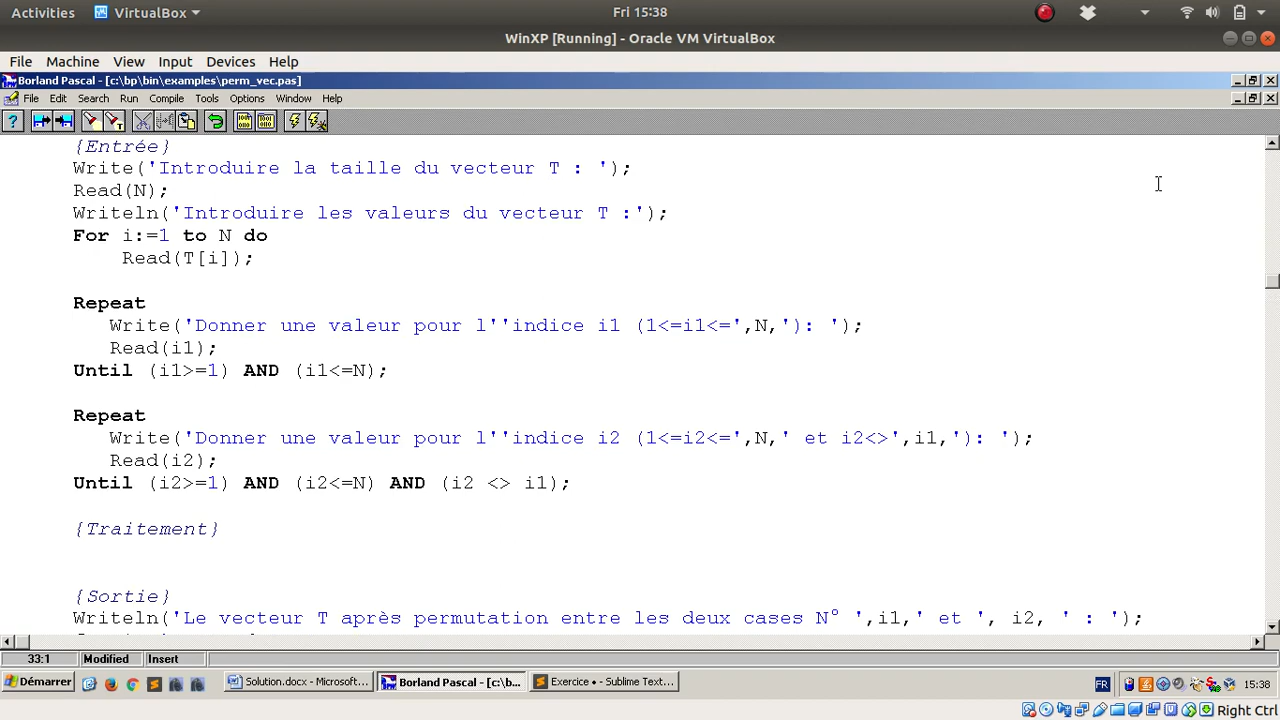 Activities VirtualBox Fri 15:38
WinXP [Running] - Oracle VM VirtualBox
File Machine View Input Devices Help
Borland Pascal - [c:\bp\bin\examples\perm_vec.pas]
File Edit Search Run Compile Tools Options Window Help
{Entrée}
Write('Introduire la taille du vecteur T : ');
Read(N);
Writeln('Introduire les valeurs du vecteur T :');
For i:=1 to N do
Read(T[i]);
Repeat
Write('Donner une valeur pour l''indice i1 (1<=i1<=',N,'): ');
Read(i1);
Until (i1>=1) AND (i1<=N);
Repeat
Write('Donner une valeur pour l''indice i2 (1<=i2<=',N,' et i2<>',i1,'): ');
Read(i2);
Until (i2>=1) AND (i2<=N) AND (i2 <> i1);
{Traitement}
{Sortie}
Writeln('Le vecteur T après permutation entre les deux cases N° ',i1,' et ', i2, ' : ');
33:1 Modified Insert
Démarrer Solution.docx - Microsoft... Borland Pascal - [c:\b... Exercice • - Sublime Text... FR 15:38
Right Ctrl